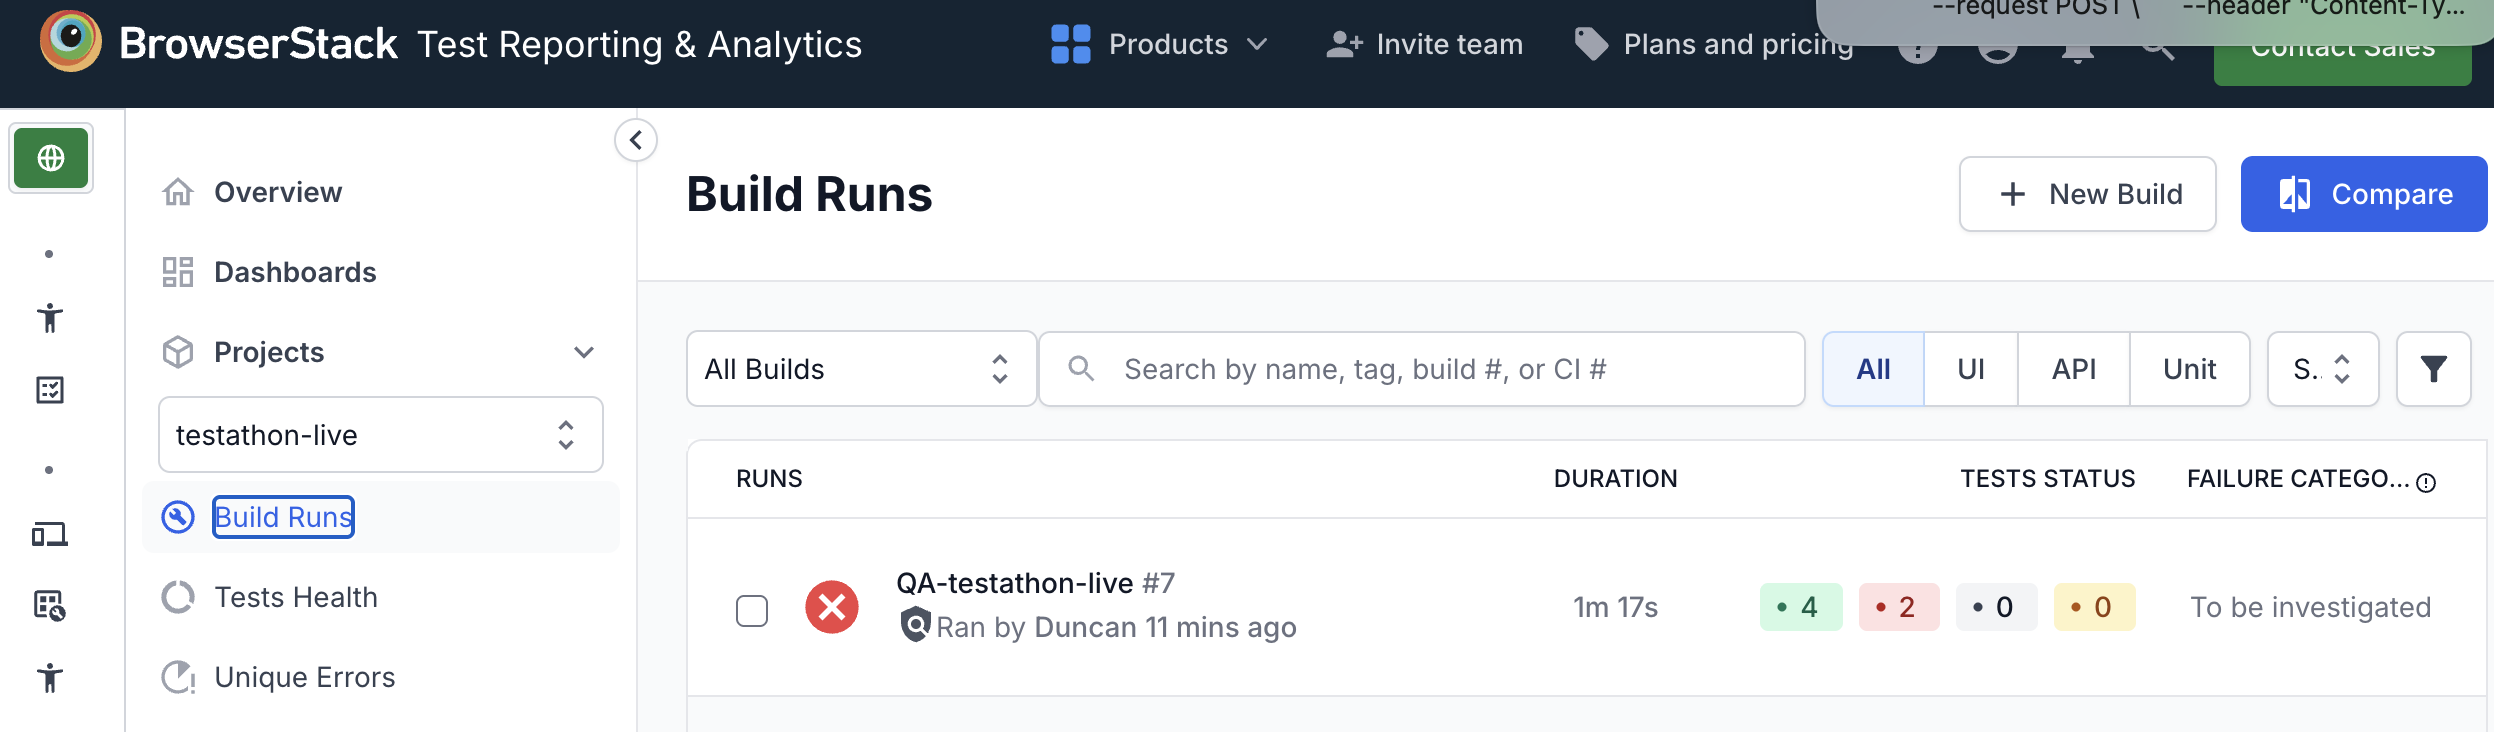 --request POST \ --header "Content-Ty...
BrowserStack Test Reporting & Analytics
Products
Invite team
Plans and pricing
Contact Sales
Overview
Dashboards
Projects
testathon-live
Build Runs
Tests Health
Unique Errors
Build Runs
New Build
Compare
All Builds
Search by name, tag, build #, or CI #
All
UI
API
Unit
S..
RUNS
DURATION
TESTS STATUS
FAILURE CATEGO...
QA-testathon-live #7
Ran by Duncan 11 mins ago
1m 17s
4
2
0
0
To be investigated